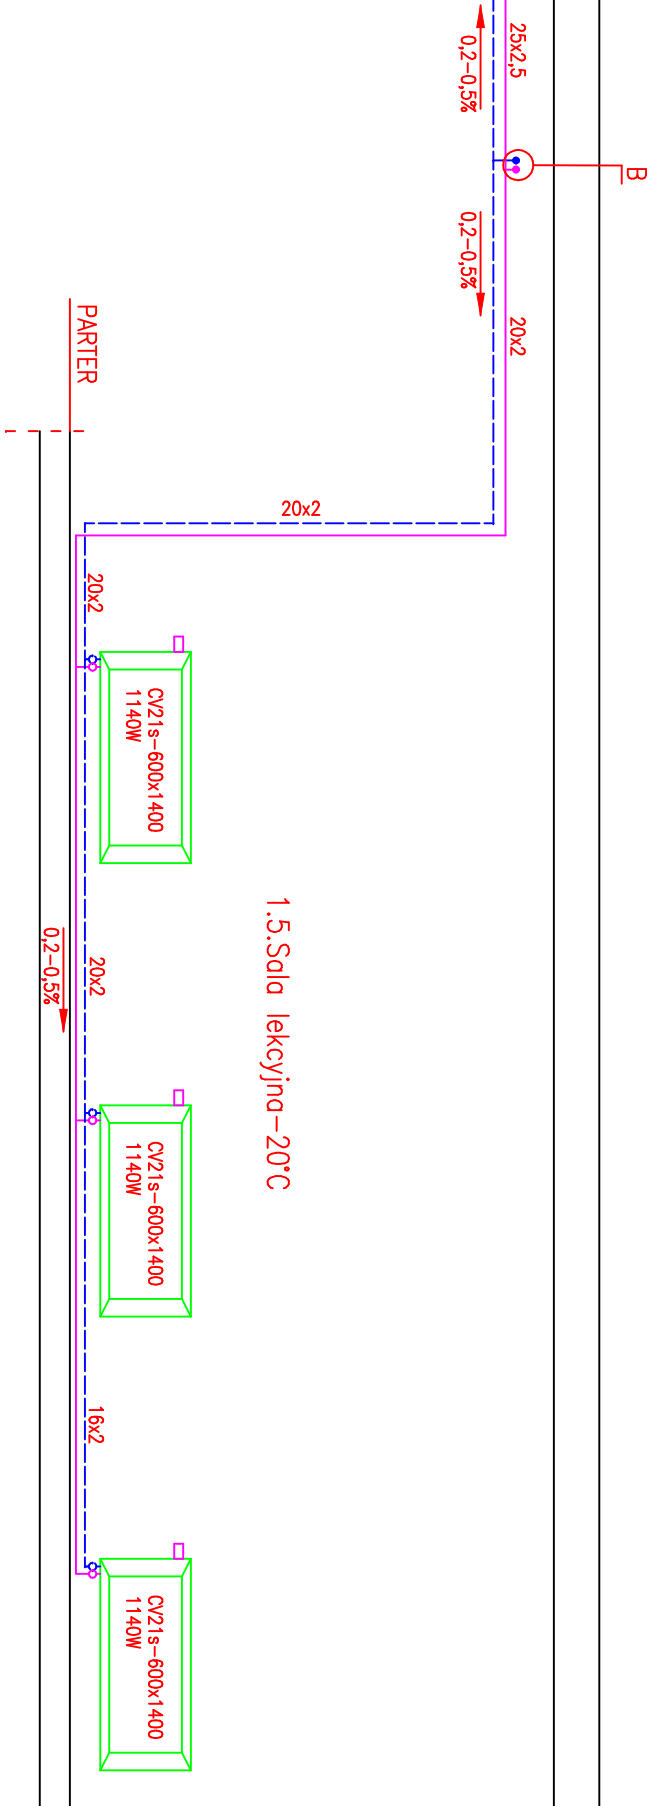 B
25x2,5
0,2-0,5%
0,2-0,5%
20x2
PARTER
20x2
20x2
CV21s-600x1400
1140W
1.5.Sala lekcyjna-20°C
20x2
0,2-0,5%
CV21s-600x1400
1140W
16x2
CV21s-600x1400
1140W